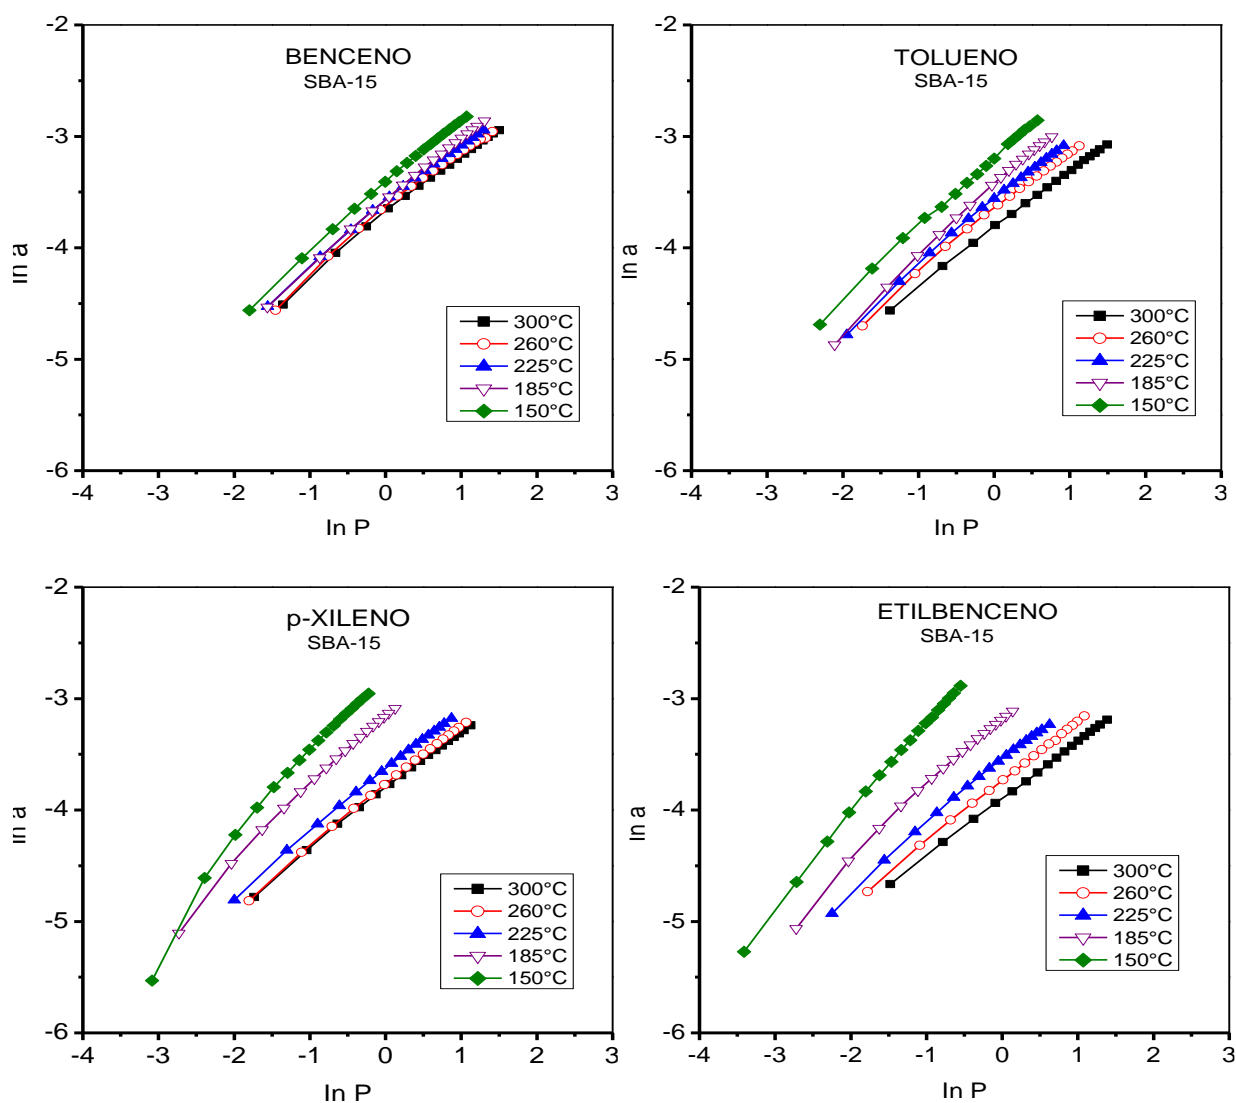 BENCENO
SBA-15
-2
-3
-4
-5
-6
ln a
300°C
260°C
225°C
185°C
150°C
-4 -3 -2 -1 0 1 2 3
ln P
TOLUENO
SBA-15
-2
-3
-4
-5
-6
ln a
300°C
260°C
225°C
185°C
150°C
-4 -3 -2 -1 0 1 2 3
ln P
p-XILENO
SBA-15
-2
-3
-4
-5
-6
ln a
300°C
260°C
225°C
185°C
150°C
-4 -3 -2 -1 0 1 2 3
ln P
ETILBENCENO
SBA-15
-2
-3
-4
-5
-6
ln a
300°C
260°C
225°C
185°C
150°C
-4 -3 -2 -1 0 1 2 3
ln P